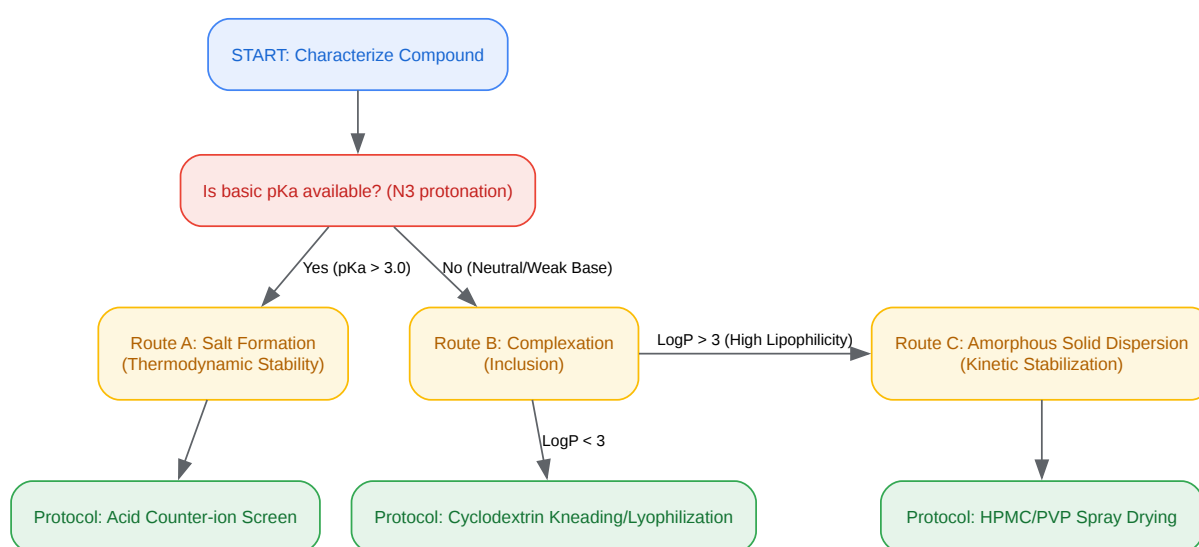 START: Characterize Compound
Is basic pKa available? (N3 protonation)
Yes (pKa > 3.0)
No (Neutral/Weak Base)
Route A: Salt Formation
(Thermodynamic Stability)
Route B: Complexation
(Inclusion)
LogP > 3 (High Lipophilicity)
Route C: Amorphous Solid Dispersion
(Kinetic Stabilization)
LogP < 3
Protocol: Acid Counter-ion Screen
Protocol: Cyclodextrin Kneading/Lyophilization
Protocol: HPMC/PVP Spray Drying